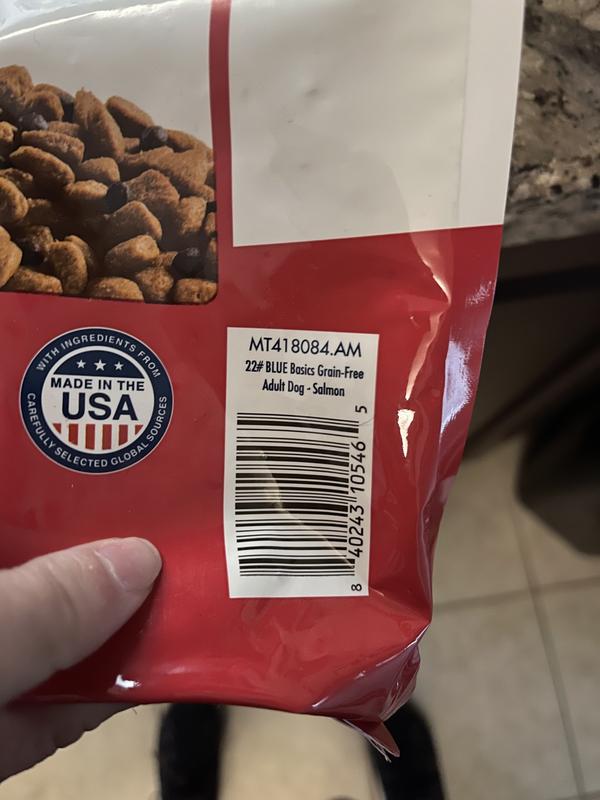 WITH INGREDIENTS FROM
MADE IN THE
USA
CAREFULLY SELECTED GLOBAL SOURCES
MT418084.AM
22# BLUE Basics Grain-Free
Adult Dog - Salmon
8 40243 10546 5